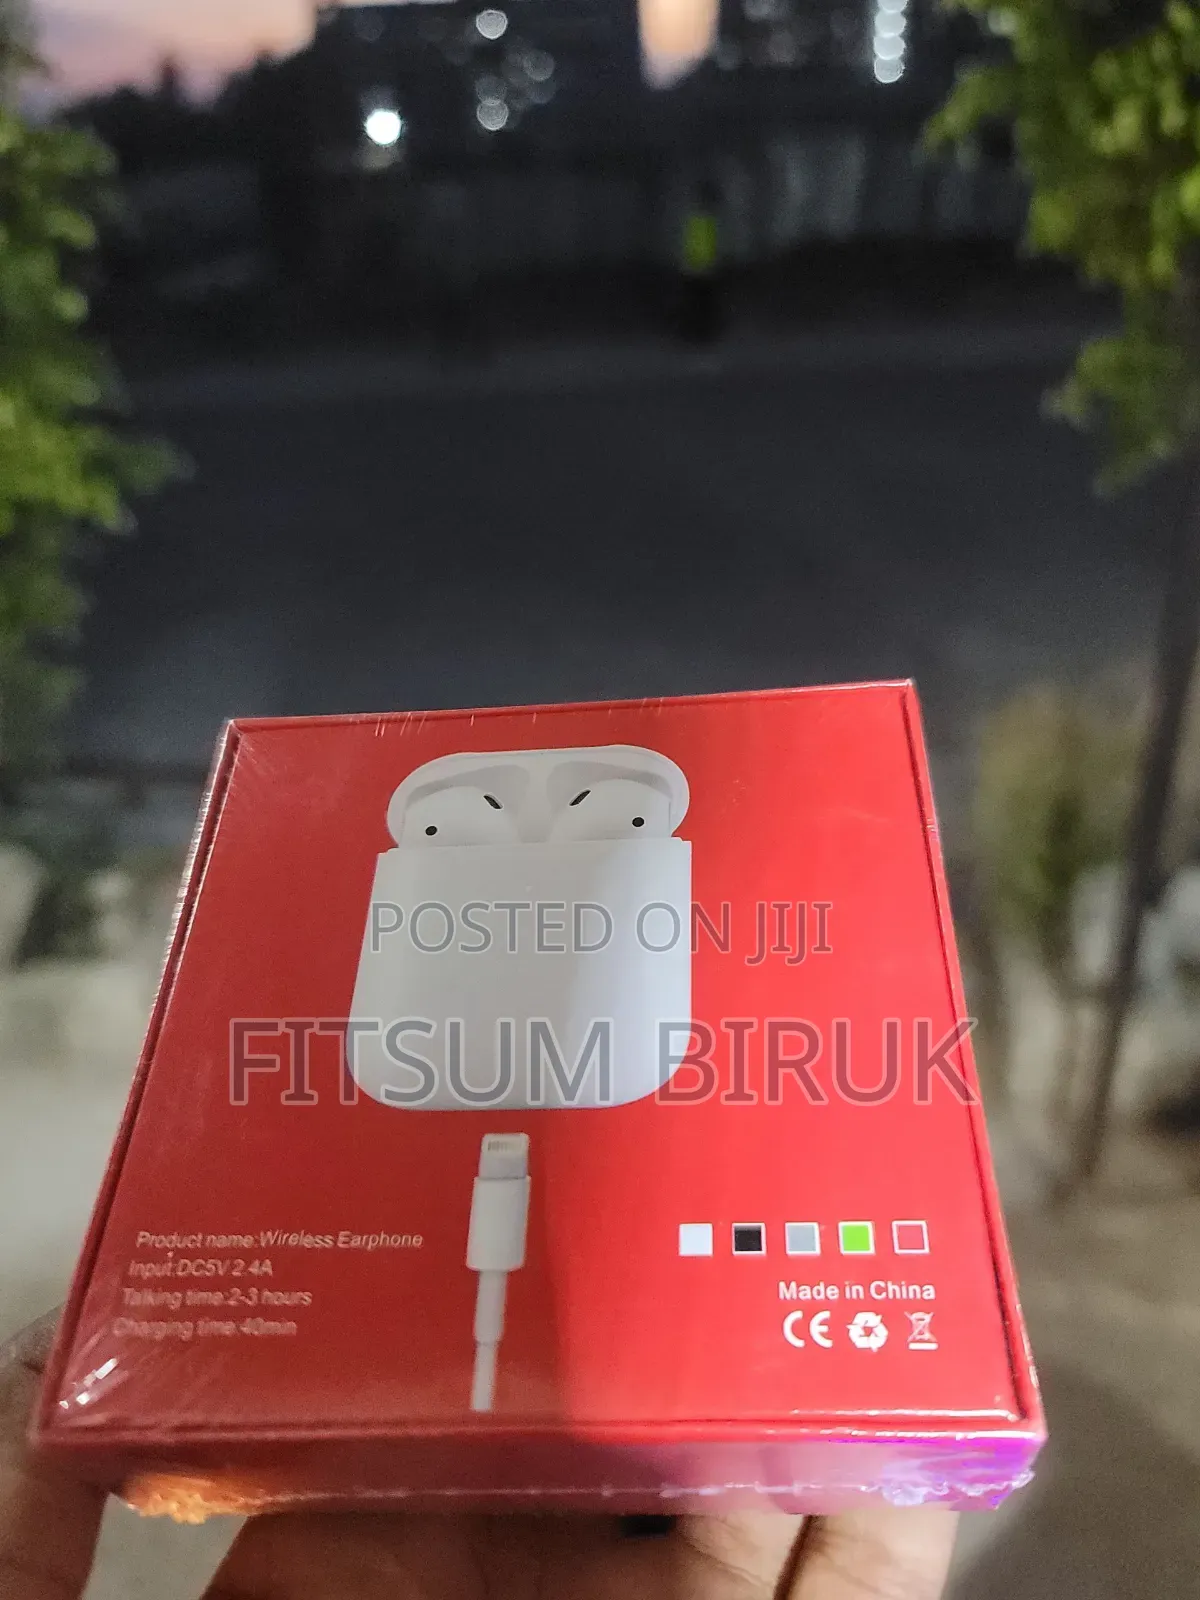 POSTED ON JIJI
FITSUM BIRUK
Product name:Wireless Earphone
Input:DC5V 2.4A
Talking time:2-3 hours
Charging time:40min
Made in China
CE